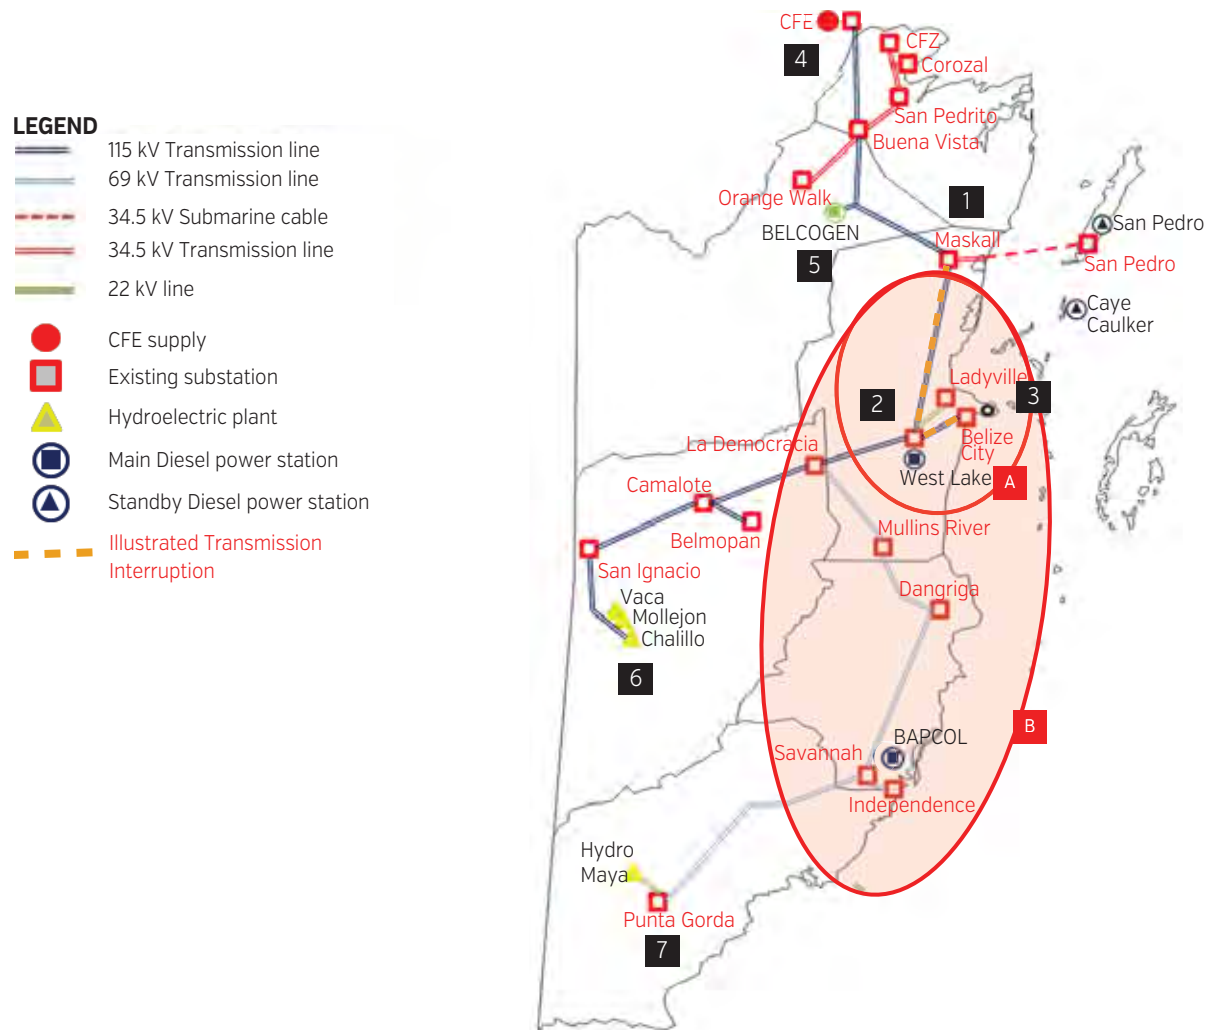 CFE
4
CFZ
Corozal
San Pedrito
Buena Vista
LEGEND
115 kV Transmission line
69 kV Transmission line
34.5 kV Submarine cable
34.5 kV Transmission line
22 kV line
CFE supply
Existing substation
Hydroelectric plant
Main Diesel power station
Standby Diesel power station
Illustrated Transmission
Interruption
Orange Walk
BELCOGEN
5
1
Maskall
San Pedro
San Pedro
Caye
Caulker
Ladyville
3
2
Belize
City
La Democracia
West Lake
A
Camalote
Belmopan
Mullins River
San Ignacio
Dangriga
Vaca
Mollejon
Chalillo
6
B
BAPCOL
Savannah
Independence
Hydro
Maya
Punta Gorda
7